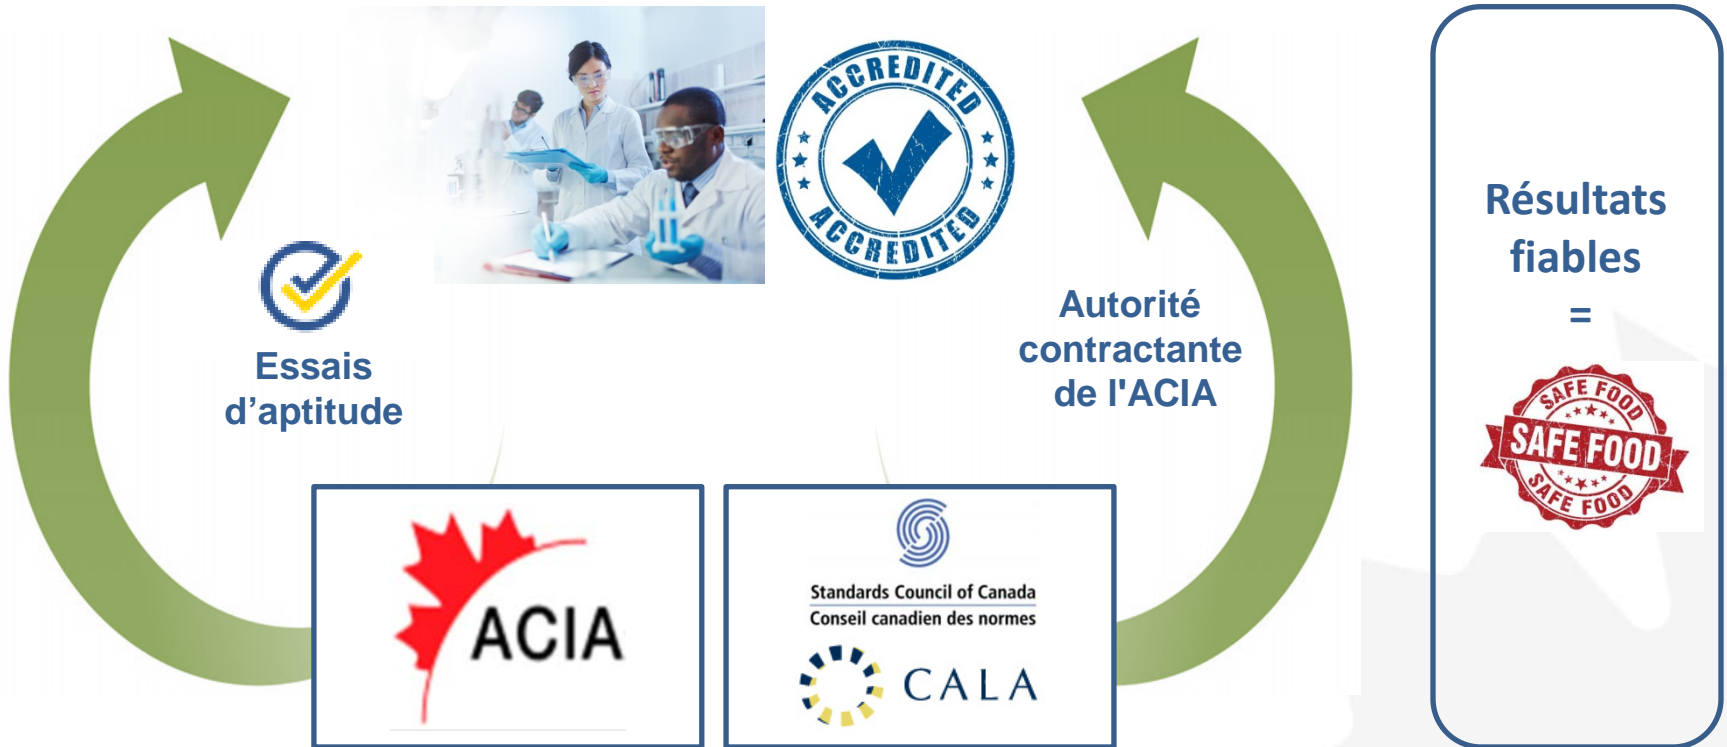 ACCREDITED
ACCREDITED
Essais
d’aptitude
Autorité
contractante
de l'ACIA
ACIA
Standards Council of Canada
Conseil canadien des normes
CALA
Résultats
fiables
=
SAFE FOOD
SAFE FOOD
SAFE FOOD